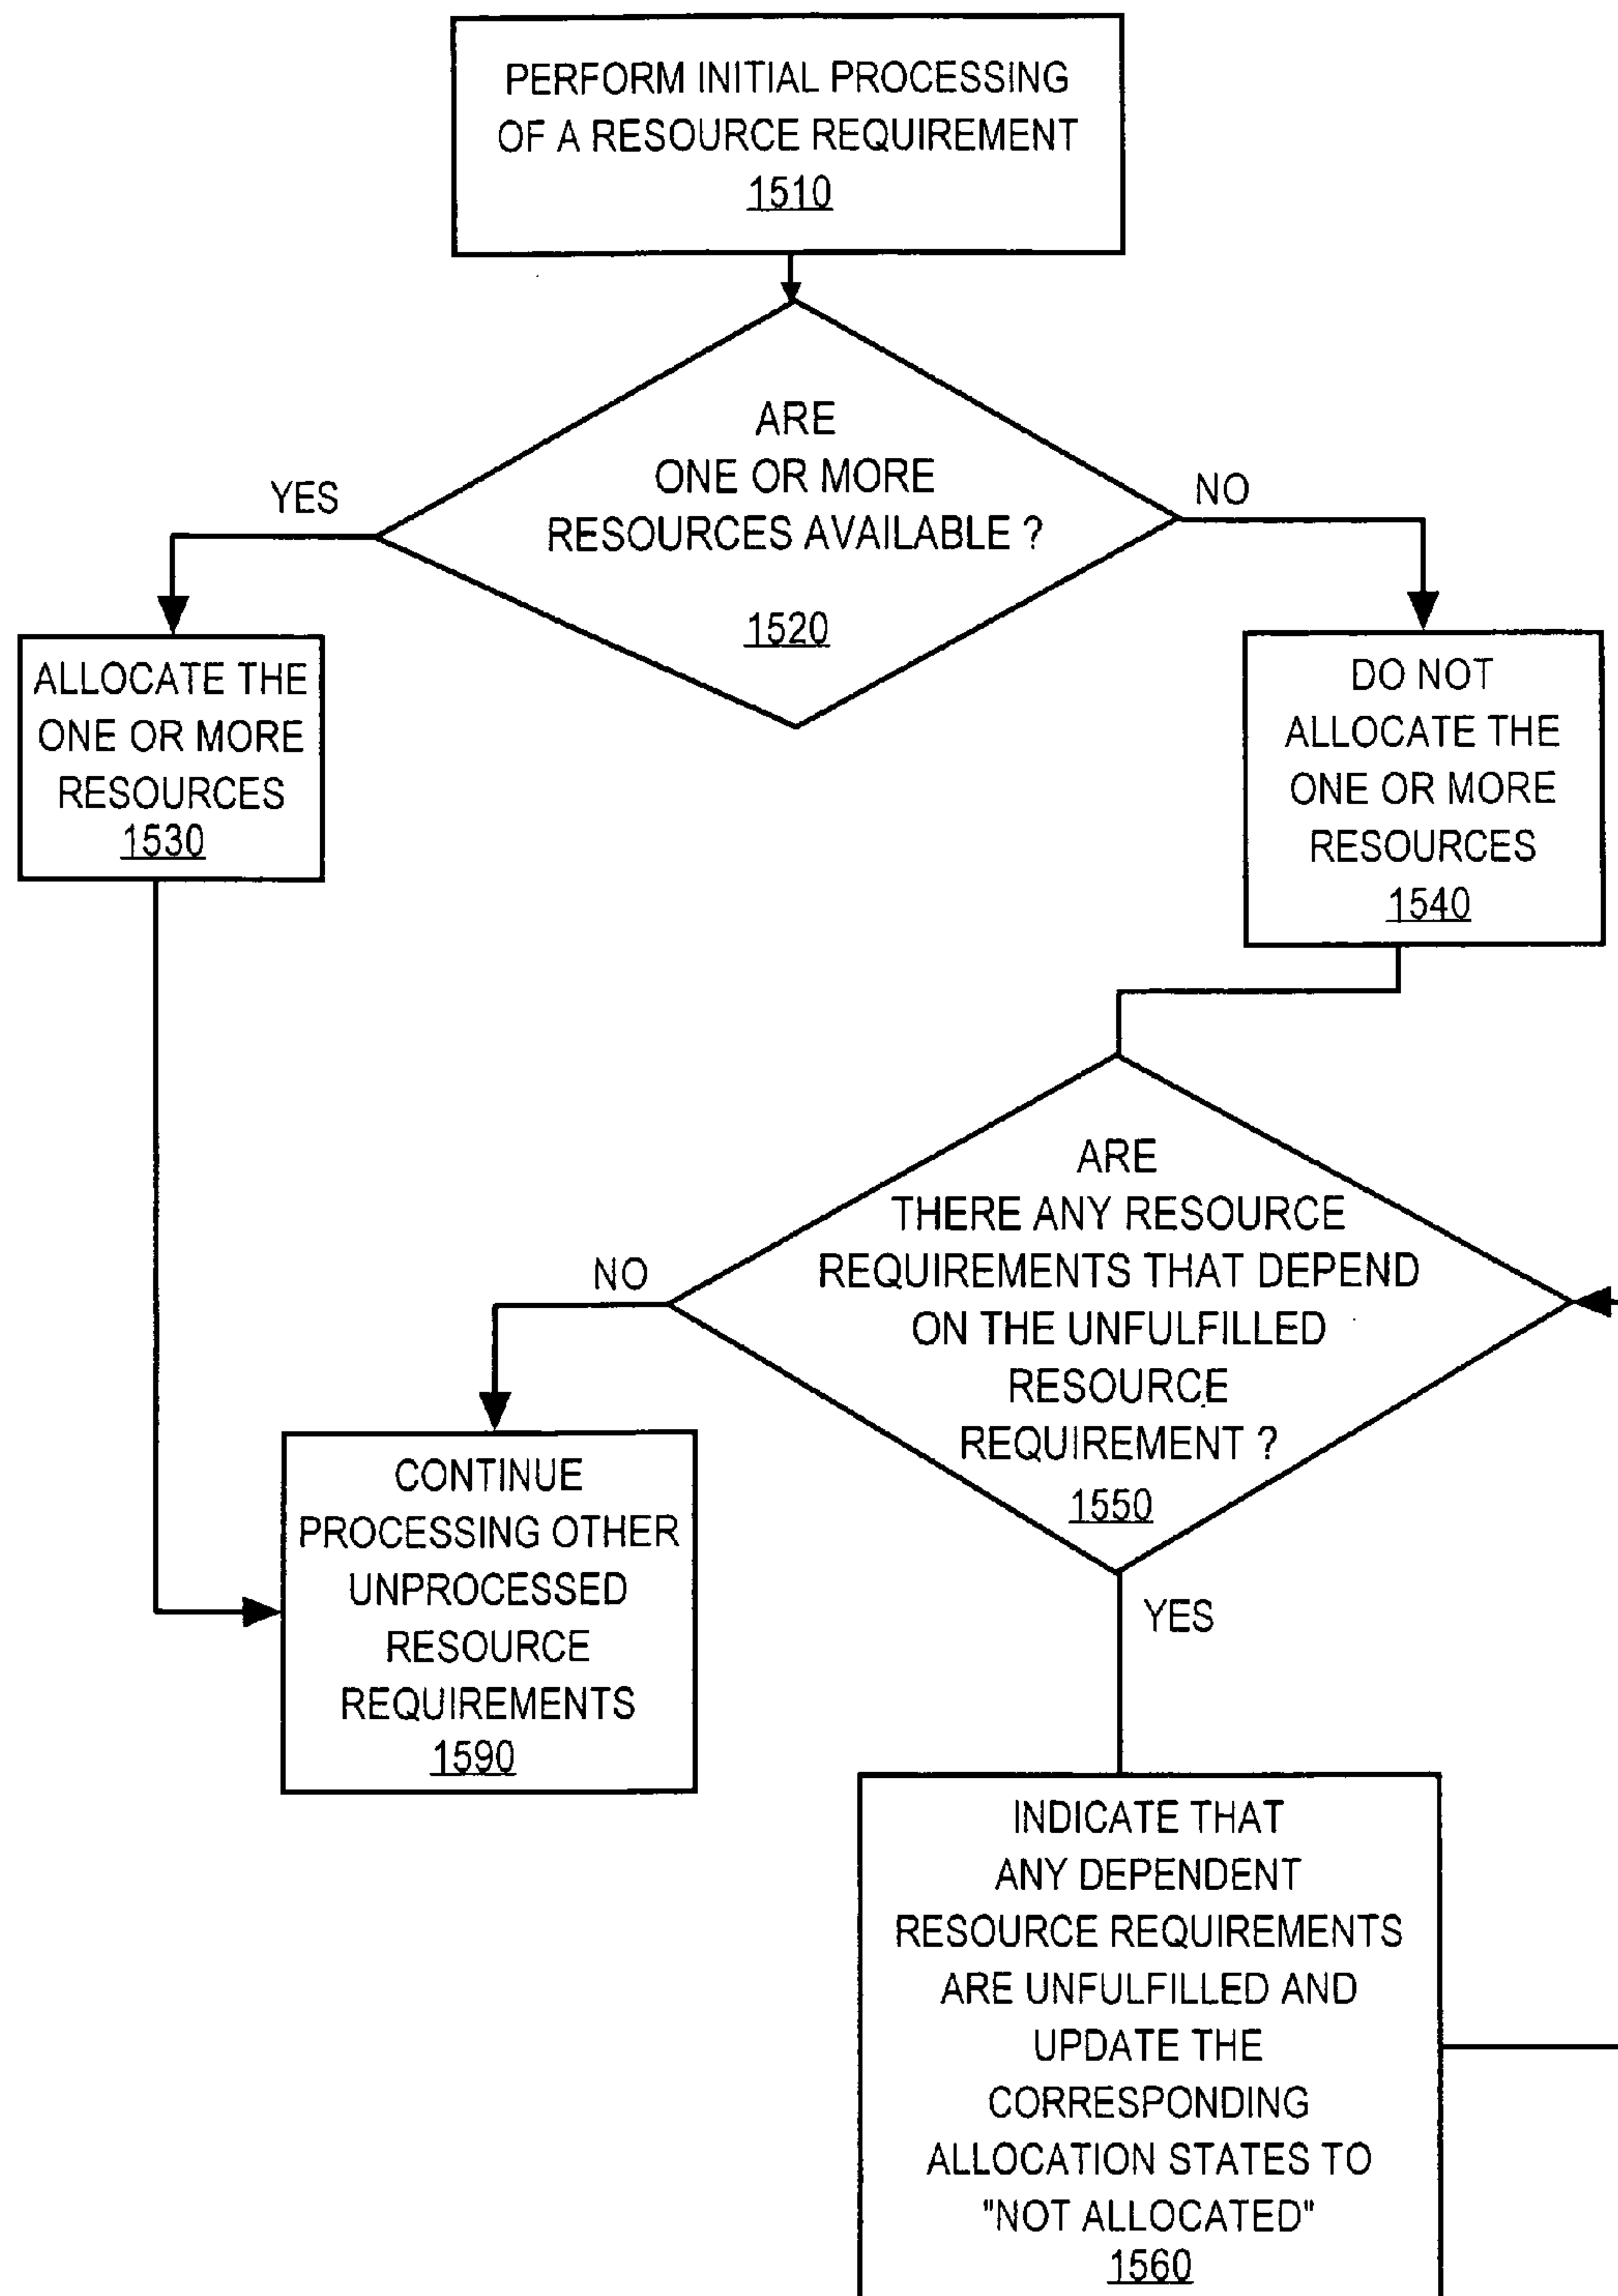 PERFORM INITIAL PROCESSING
OF A RESOURCE REQUIREMENT
1510
ARE
ONE OR MORE
RESOURCES AVAILABLE ?
1520
YES
NO
ALLOCATE THE
ONE OR MORE
RESOURCES
1530
DO NOT
ALLOCATE THE
ONE OR MORE
RESOURCES
1540
ARE
THERE ANY RESOURCE
REQUIREMENTS THAT DEPEND
ON THE UNFULFILLED
RESOURCE
REQUIREMENT ?
1550
NO
YES
CONTINUE
PROCESSING OTHER
UNPROCESSED
RESOURCE
REQUIREMENTS
1590
INDICATE THAT
ANY DEPENDENT
RESOURCE REQUIREMENTS
ARE UNFULFILLED AND
UPDATE THE
CORRESPONDING
ALLOCATION STATES TO
"NOT ALLOCATED"
1560